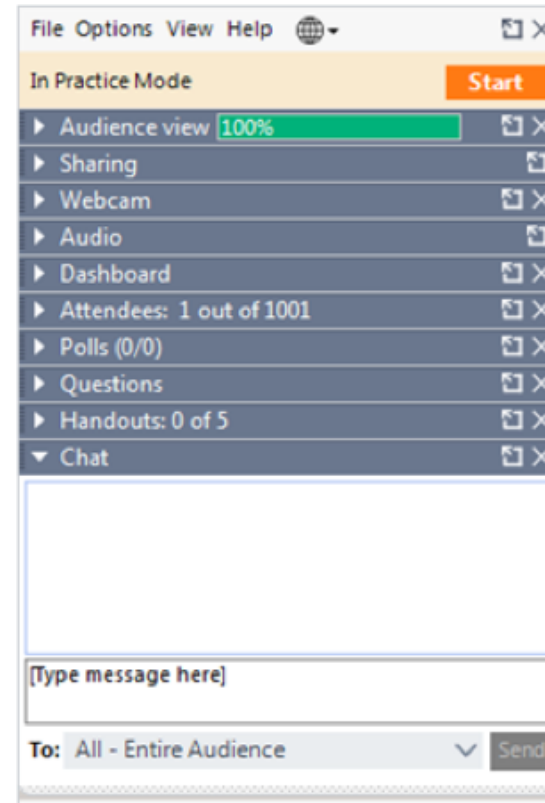 File Options View Help
In Practice Mode Start
Audience view 100%
Sharing
Webcam
Audio
Dashboard
Attendees: 1 out of 1001
Polls (0/0)
Questions
Handouts: 0 of 5
Chat
[Type message here]
To: All - Entire Audience Send